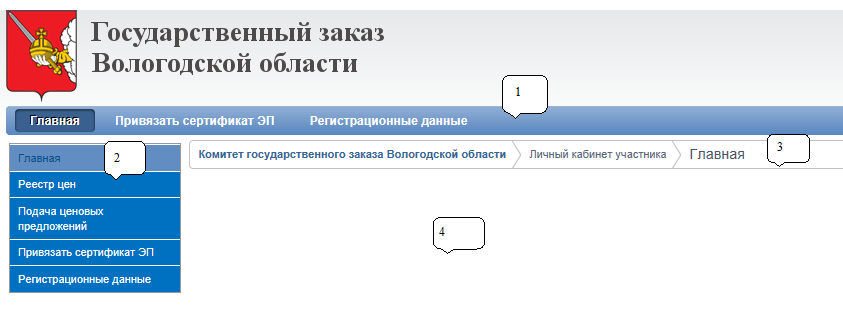 Государственный заказ
Вологодской области
1
Главная Привязать сертификат ЭП Регистрационные данные
Главная 2
Комитет государственного заказа Вологодской области Личный кабинет участника Главная 3
Реестр цен
Подача ценовых
предложений
4
Привязать сертификат ЭП
Регистрационные данные